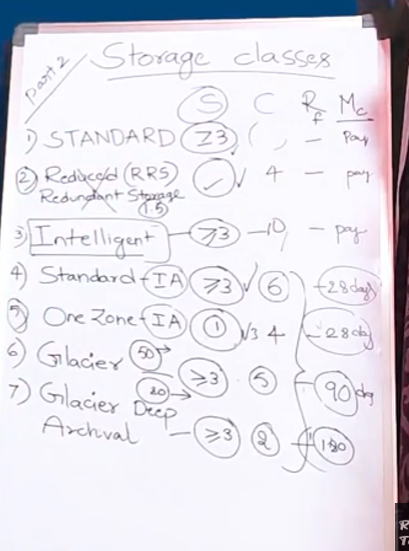 Part 2
Storage classes
S C Rf Mc
1) STANDARD ≥3 - Pay
2) Reduced (RRS) ✓ 4 - pay
Redundant Storage
1.5
3) Intelligent - ≥3 - 10 - pay
4) Standard-IA ≥3 6 - 28 days
5) One Zone-IA 1 3 4 - 28 day
6) Glacier 50 → ≥3 5 - 90 day
7) Glacier Deep 20 →
Archval - ≥3 2 180